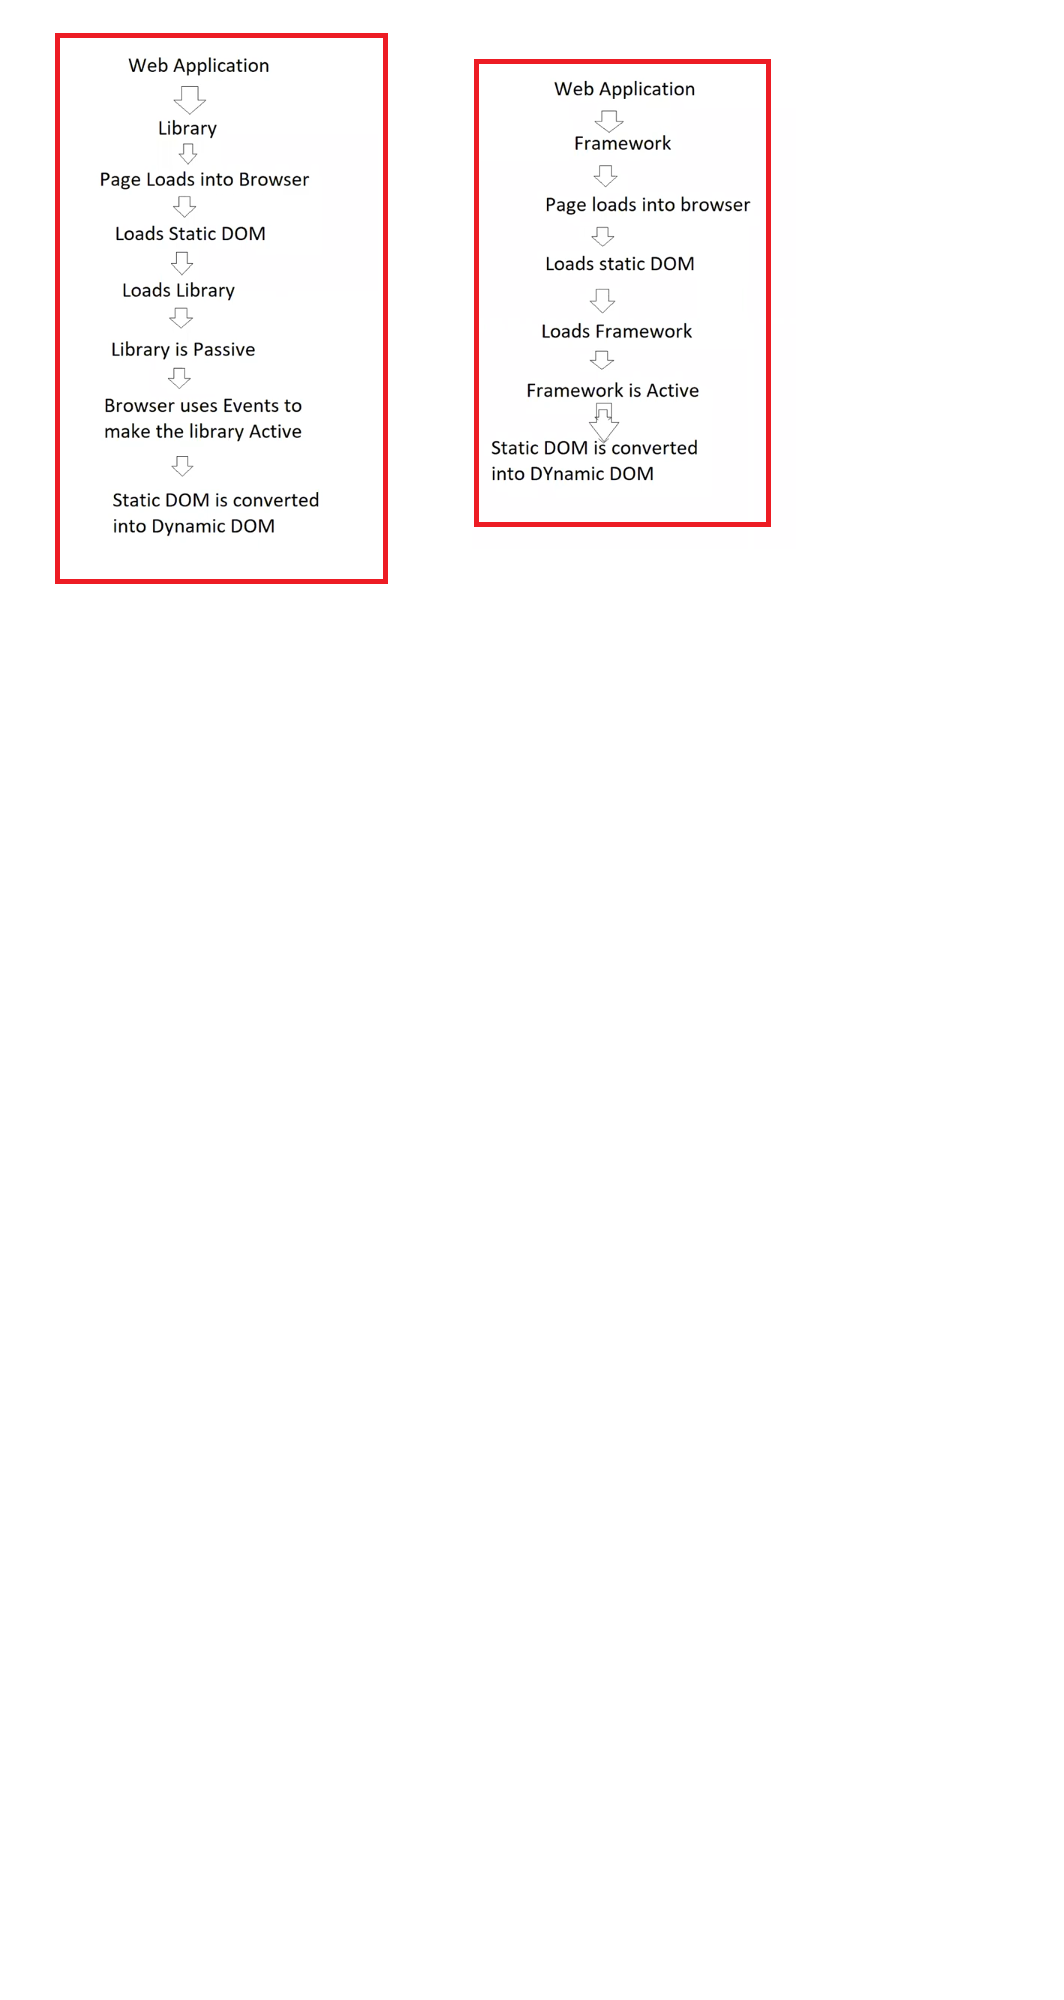 Web Application
Library
Page Loads into Browser
Loads Static DOM
Loads Library
Library is Passive
Browser uses Events to
make the library Active
Static DOM is converted
into Dynamic DOM
Web Application
Framework
Page loads into browser
Loads static DOM
Loads Framework
Framework is Active
Static DOM is converted
into DYnamic DOM